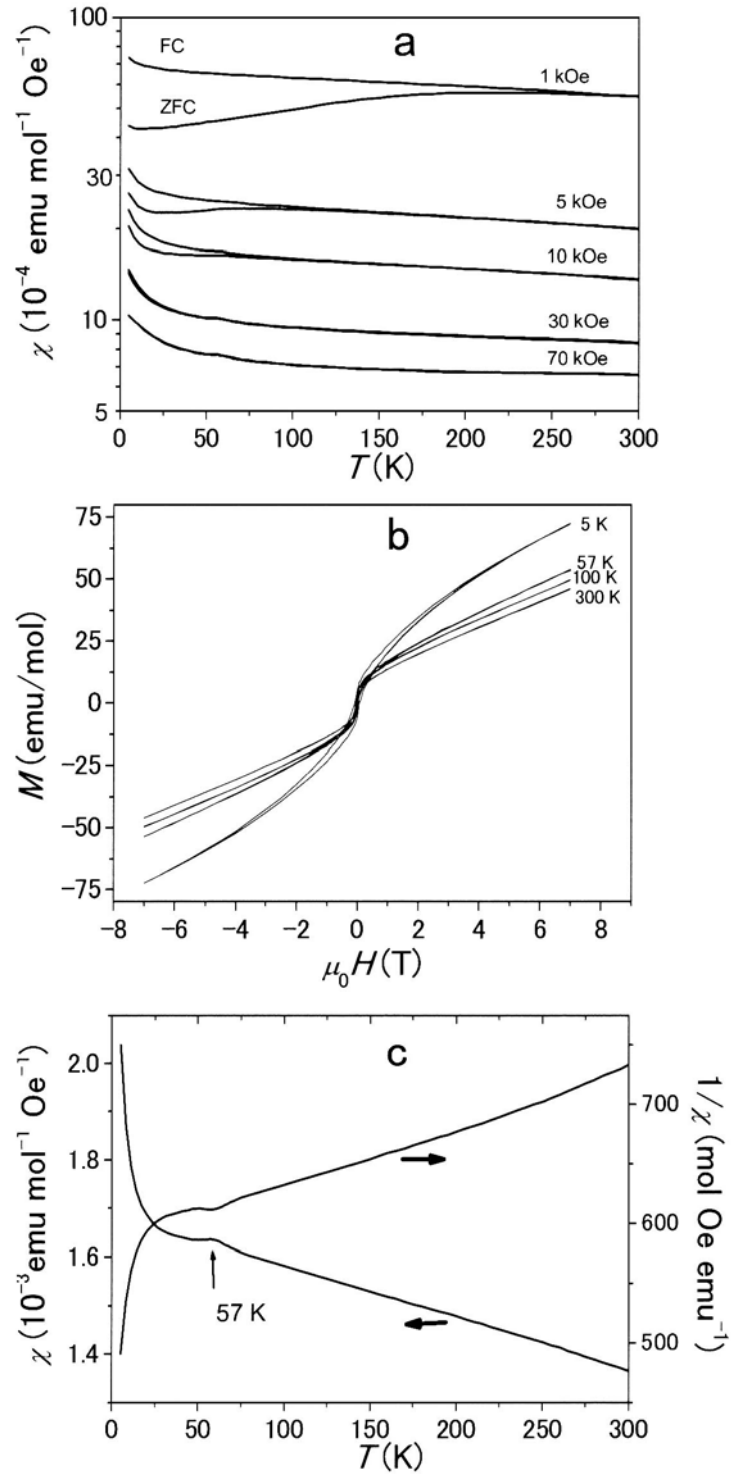 a
FC
ZFC
1 kOe
5 kOe
10 kOe
30 kOe
70 kOe
100
30
10
5
χ (10⁻⁴ emu mol⁻¹ Oe⁻¹)
0 50 100 150 200 250 300
T (K)
b
5 K
57 K
100 K
300 K
75
50
25
0
−25
−50
−75
M (emu/mol)
−8 −6 −4 −2 0 2 4 6 8
μ₀H (T)
c
2.0
1.8
1.6
1.4
χ (10⁻³ emu mol⁻¹ Oe⁻¹)
57 K
700
600
500
1/χ (mol Oe emu⁻¹)
0 50 100 150 200 250 300
T (K)